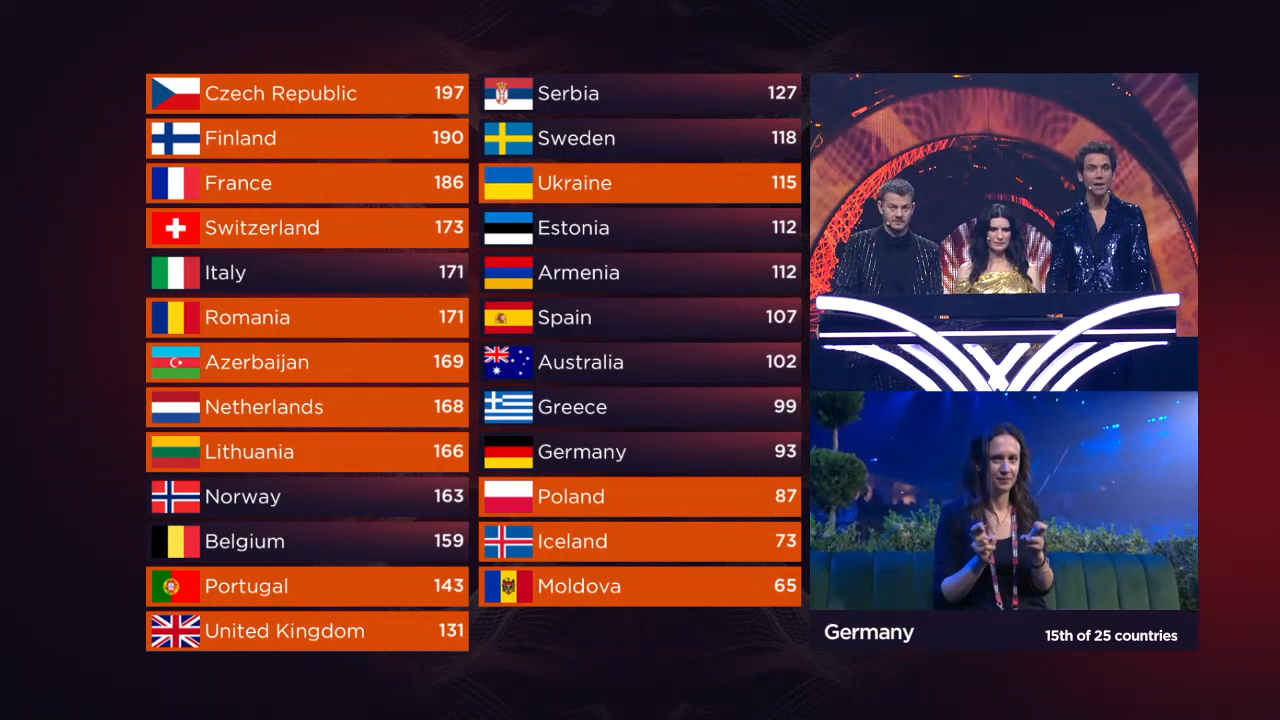 Czech Republic 197
Finland 190
France 186
Switzerland 173
Italy 171
Romania 171
Azerbaijan 169
Netherlands 168
Lithuania 166
Norway 163
Belgium 159
Portugal 143
United Kingdom 131
Serbia 127
Sweden 118
Ukraine 115
Estonia 112
Armenia 112
Spain 107
Australia 102
Greece 99
Germany 93
Poland 87
Iceland 73
Moldova 65
Germany
15th of 25 countries